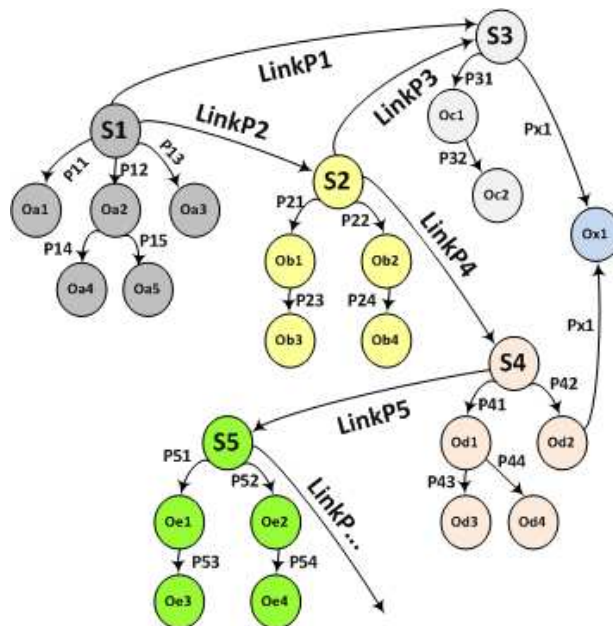 S3
LinkP1
P31
LinkP3
Oc1
Px1
S1
LinkP2
P32
P11
P12
P13
S2
Oc2
Oa1
Oa2
Oa3
P21
P22
Ox1
P14
P15
Ob1
Ob2
LinkP4
Oa4
Oa5
P23
P24
Px1
Ob3
Ob4
S4
P41
P42
LinkP5
S5
Od1
Od2
P51
P52
P43
P44
LinkP...
Oe1
Oe2
Od3
Od4
P53
P54
Oe3
Oe4